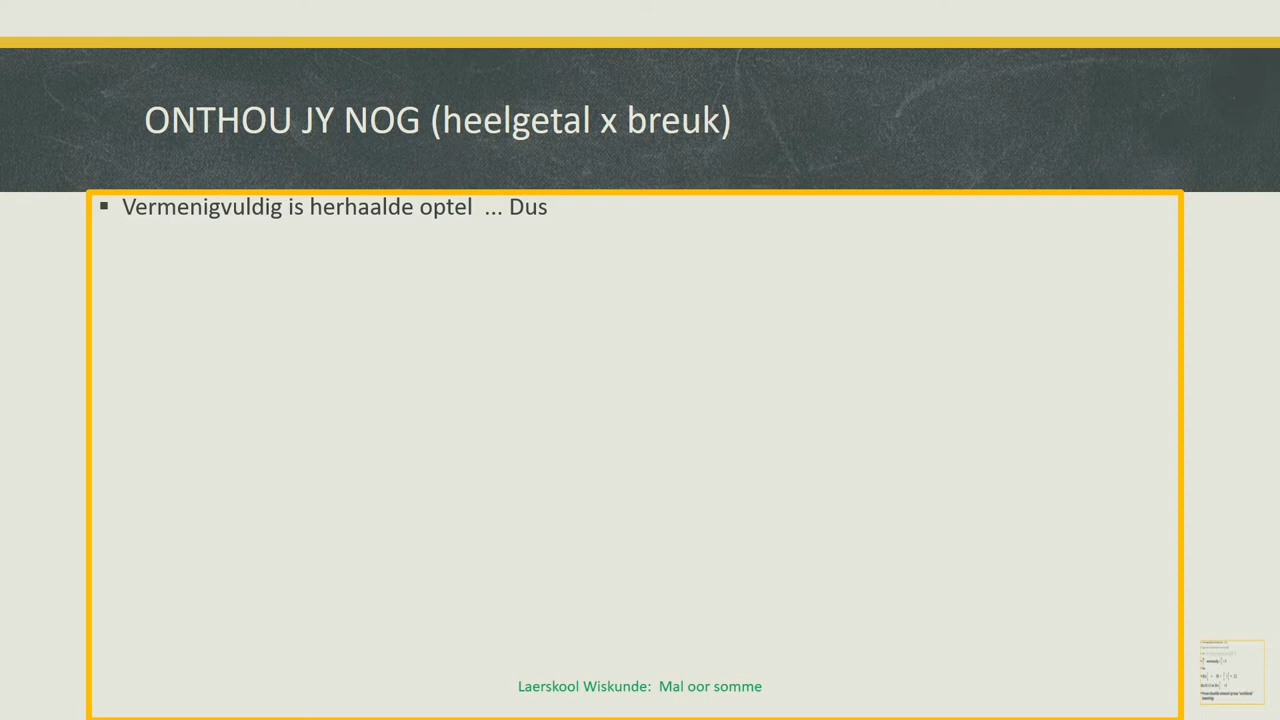 ONTHOU JY NOG (heelgetal x breuk)
▪ Vermenigvuldig is herhaalde optel ... Dus
Laerskool Wiskunde: Mal oor somme